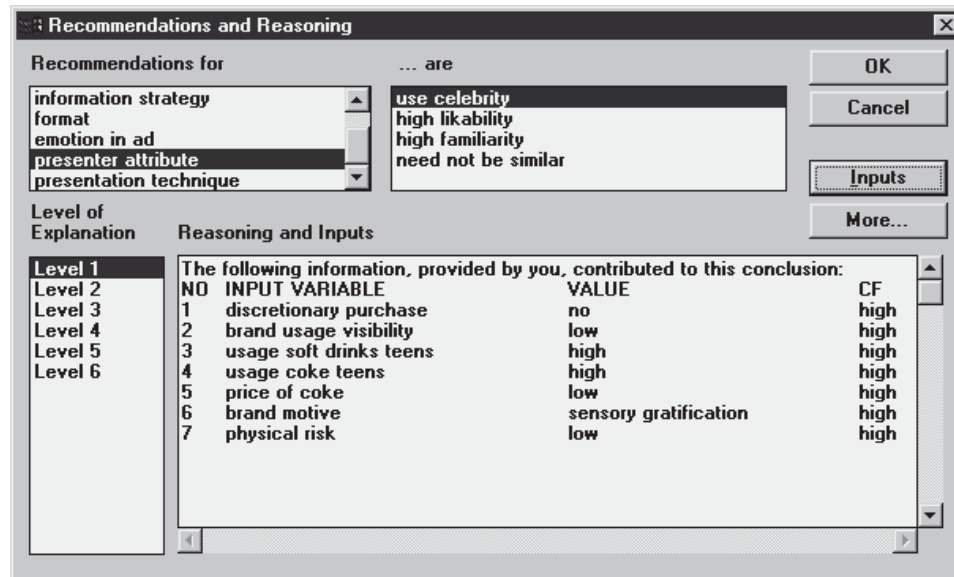 Recommendations and Reasoning
Recommendations for ... are
OK
Cancel
Inputs
More...
information strategy
format
emotion in ad
presenter attribute
presentation technique
use celebrity
high likability
high familiarity
need not be similar
Level of
Explanation
Reasoning and Inputs
Level 1
Level 2
Level 3
Level 4
Level 5
Level 6
The following information, provided by you, contributed to this conclusion:
NO INPUT VARIABLE VALUE CF
1 discretionary purchase no high
2 brand usage visibility low high
3 usage soft drinks teens high high
4 usage coke teens high high
5 price of coke low high
6 brand motive sensory gratification high
7 physical risk low high